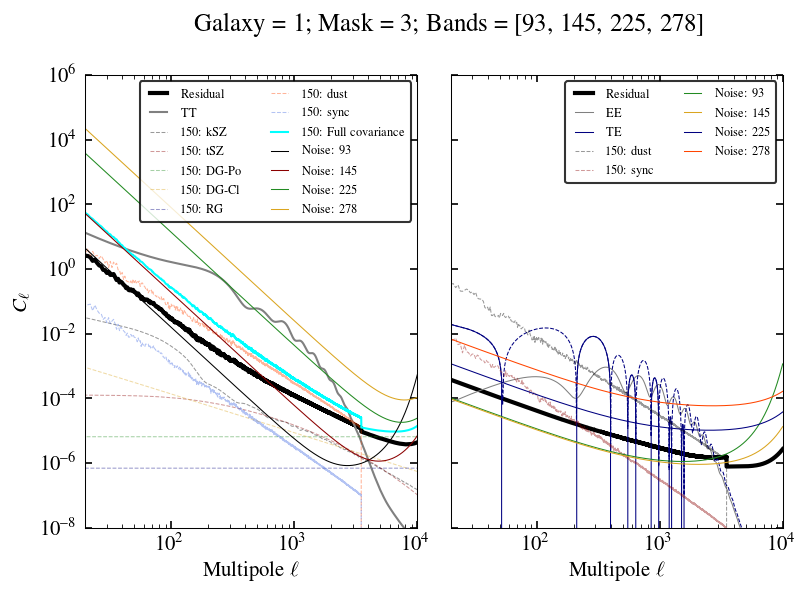 Galaxy = 1; Mask = 3; Bands = [93, 145, 225, 278]
10^6
10^4
10^2
10^0
10^−2
10^−4
10^−6
10^−8
C_ℓ
Residual
TT
150: kSZ
150: tSZ
150: DG-Po
150: DG-Cl
150: RG
150: dust
150: sync
150: Full covariance
Noise: 93
Noise: 145
Noise: 225
Noise: 278
10^2
10^3
10^4
Multipole ℓ
Residual
EE
TE
150: dust
150: sync
Noise: 93
Noise: 145
Noise: 225
Noise: 278
10^2
10^3
10^4
Multipole ℓ